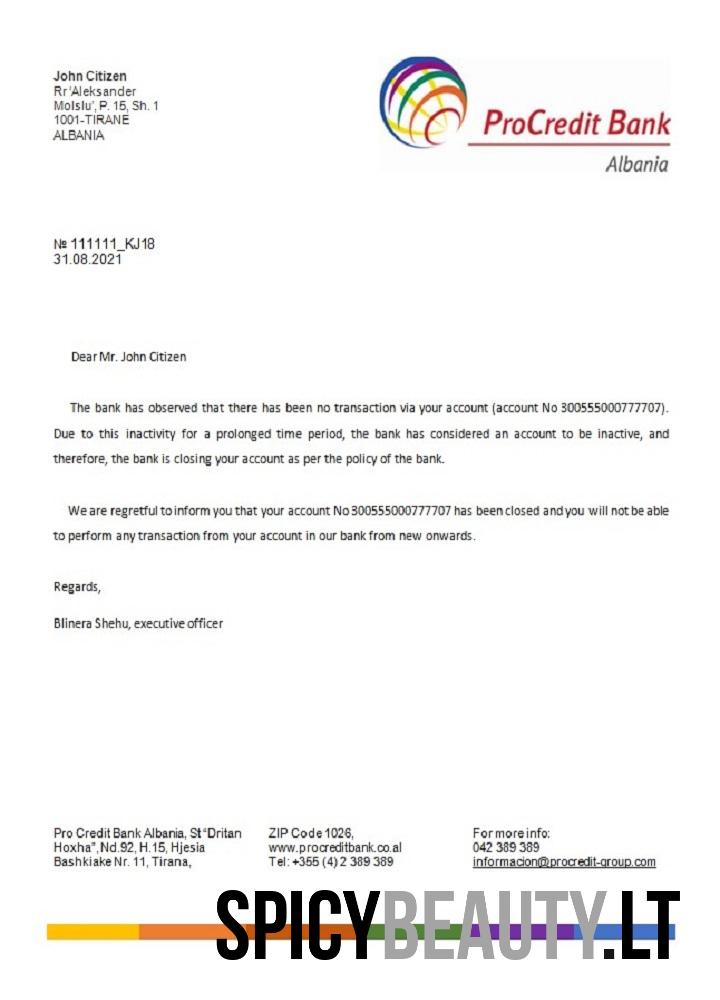 John Citizen
Rr'Aleksander
Moisiu', P. 15, Sh. 1
1001-TIRANË
ALBANIA
ProCredit Bank
Albania
№ 111111_KJ18
31.08.2021
Dear Mr. John Citizen
The bank has observed that there has been no transaction via your account (account No 300555000777707).
Due to this inactivity for a prolonged time period, the bank has considered an account to be inactive, and
therefore, the bank is closing your account as per the policy of the bank.
We are regretful to inform you that your account No 300555000777707 has been closed and you will not be able
to perform any transaction from your account in our bank from new onwards.
Regards,
Blinera Shehu, executive officer
Pro Credit Bank Albania, St "Dritan
Hoxha", Nd.92, H.15, Hjesia
Bashkiake Nr. 11, Tirana,
ZIP Code 1026,
www.procreditbank.co.al
Tel: +355 (4) 2 389 389
For more info:
042 389 389
informacion@procredit-group.com
SPICYBEAUTY.LT